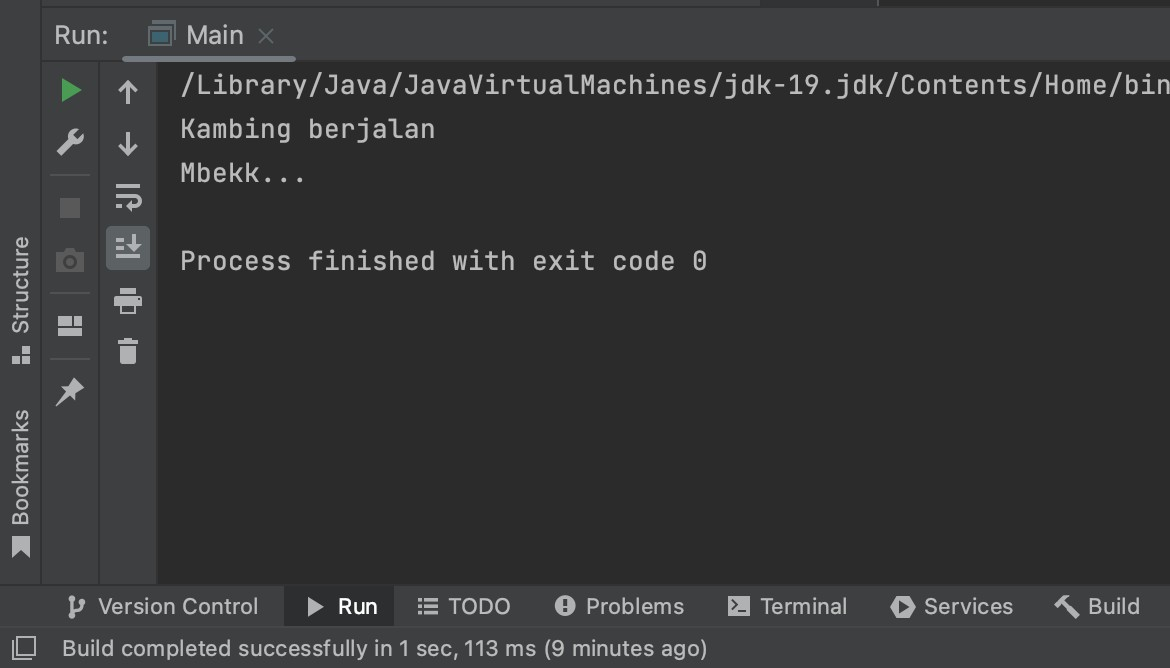 Run: Main
/Library/Java/JavaVirtualMachines/jdk-19.jdk/Contents/Home/bin
Kambing berjalan
Mbekk...
Process finished with exit code 0
Structure
Bookmarks
Version Control Run TODO Problems Terminal Services Build
Build completed successfully in 1 sec, 113 ms (9 minutes ago)